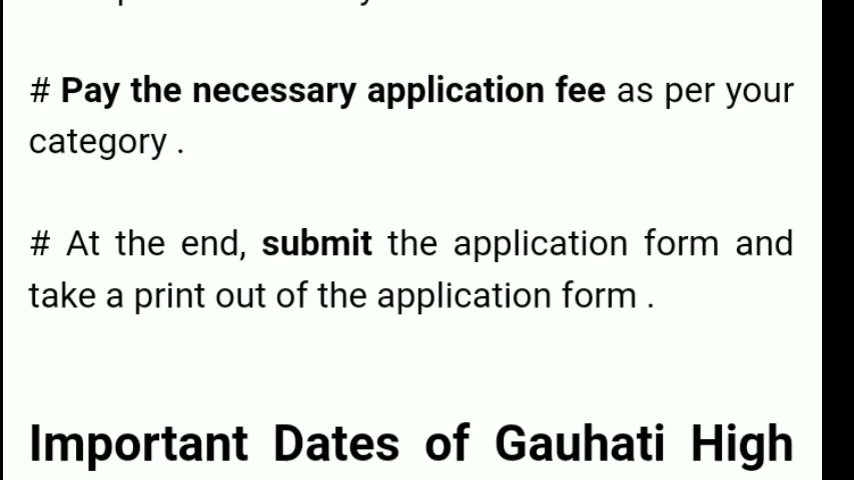 # Pay the necessary application fee as per your
category .
# At the end, submit the application form and
take a print out of the application form .
Important Dates of Gauhati High